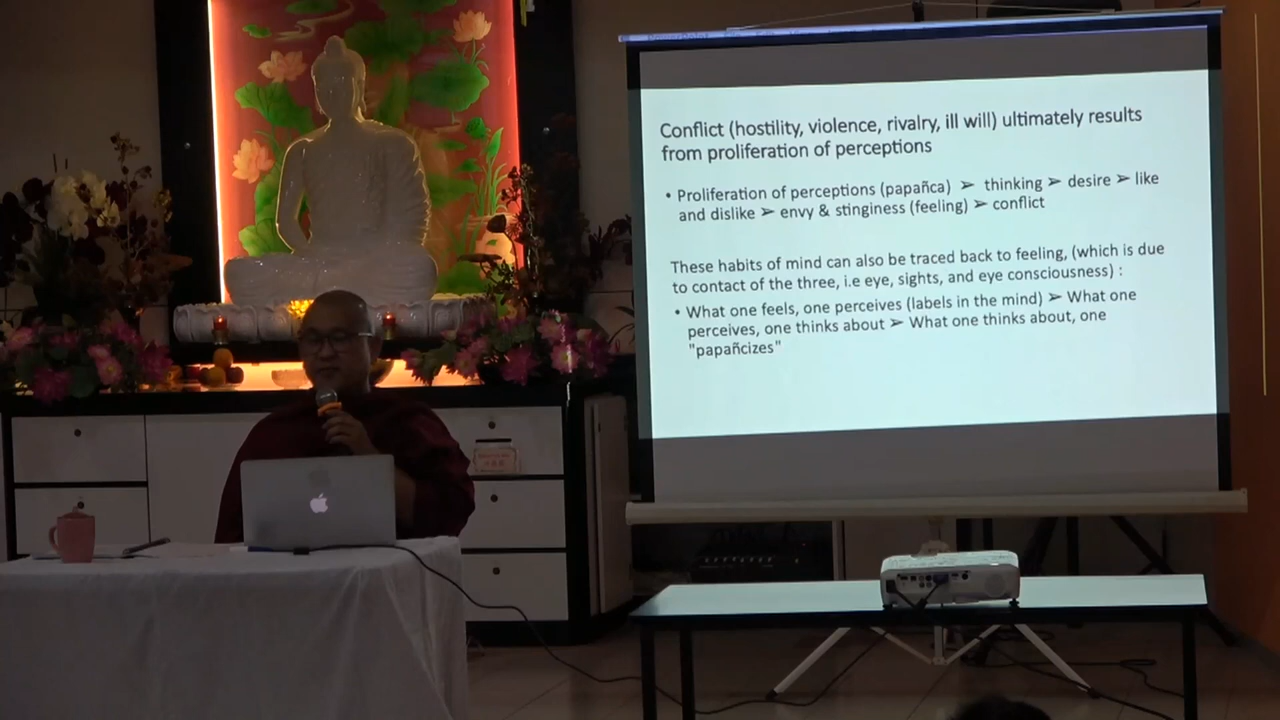 Conflict (hostility, violence, rivalry, ill will) ultimately results
from proliferation of perceptions
• Proliferation of perceptions (papañca) ➢ thinking ➢ desire ➢ like
and dislike ➢ envy & stinginess (feeling) ➢ conflict
These habits of mind can also be traced back to feeling, (which is due
to contact of the three, i.e eye, sights, and eye consciousness) :
• What one feels, one perceives (labels in the mind) ➢ What one
perceives, one thinks about ➢ What one thinks about, one
"papañcizes"